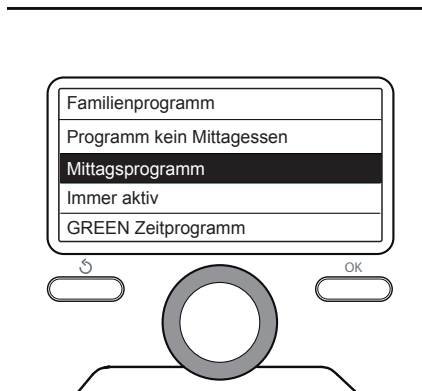 Familienprogramm
Programm kein Mittagessen
Mittagsprogramm
Immer aktiv
GREEN Zeitprogramm
OK